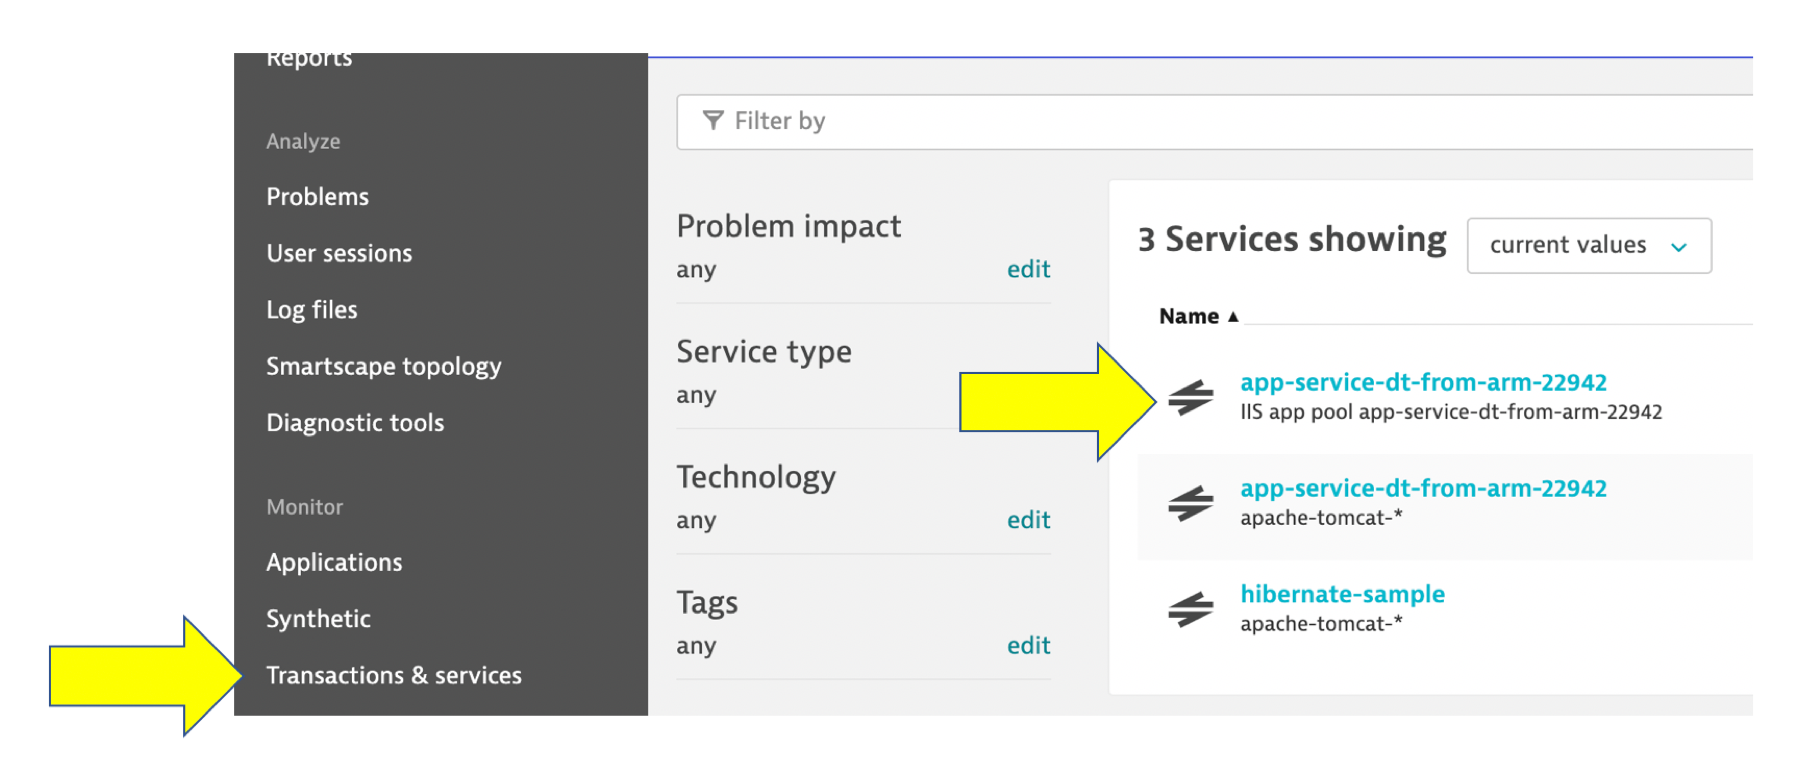 Reports
Analyze
Problems
User sessions
Log files
Smartscape topology
Diagnostic tools
Monitor
Applications
Synthetic
Transactions & services
Filter by
Problem impact
any edit
Service type
any
Technology
any edit
Tags
any edit
3 Services showing current values
Name ▲
app-service-dt-from-arm-22942
IIS app pool app-service-dt-from-arm-22942
app-service-dt-from-arm-22942
apache-tomcat-*
hibernate-sample
apache-tomcat-*